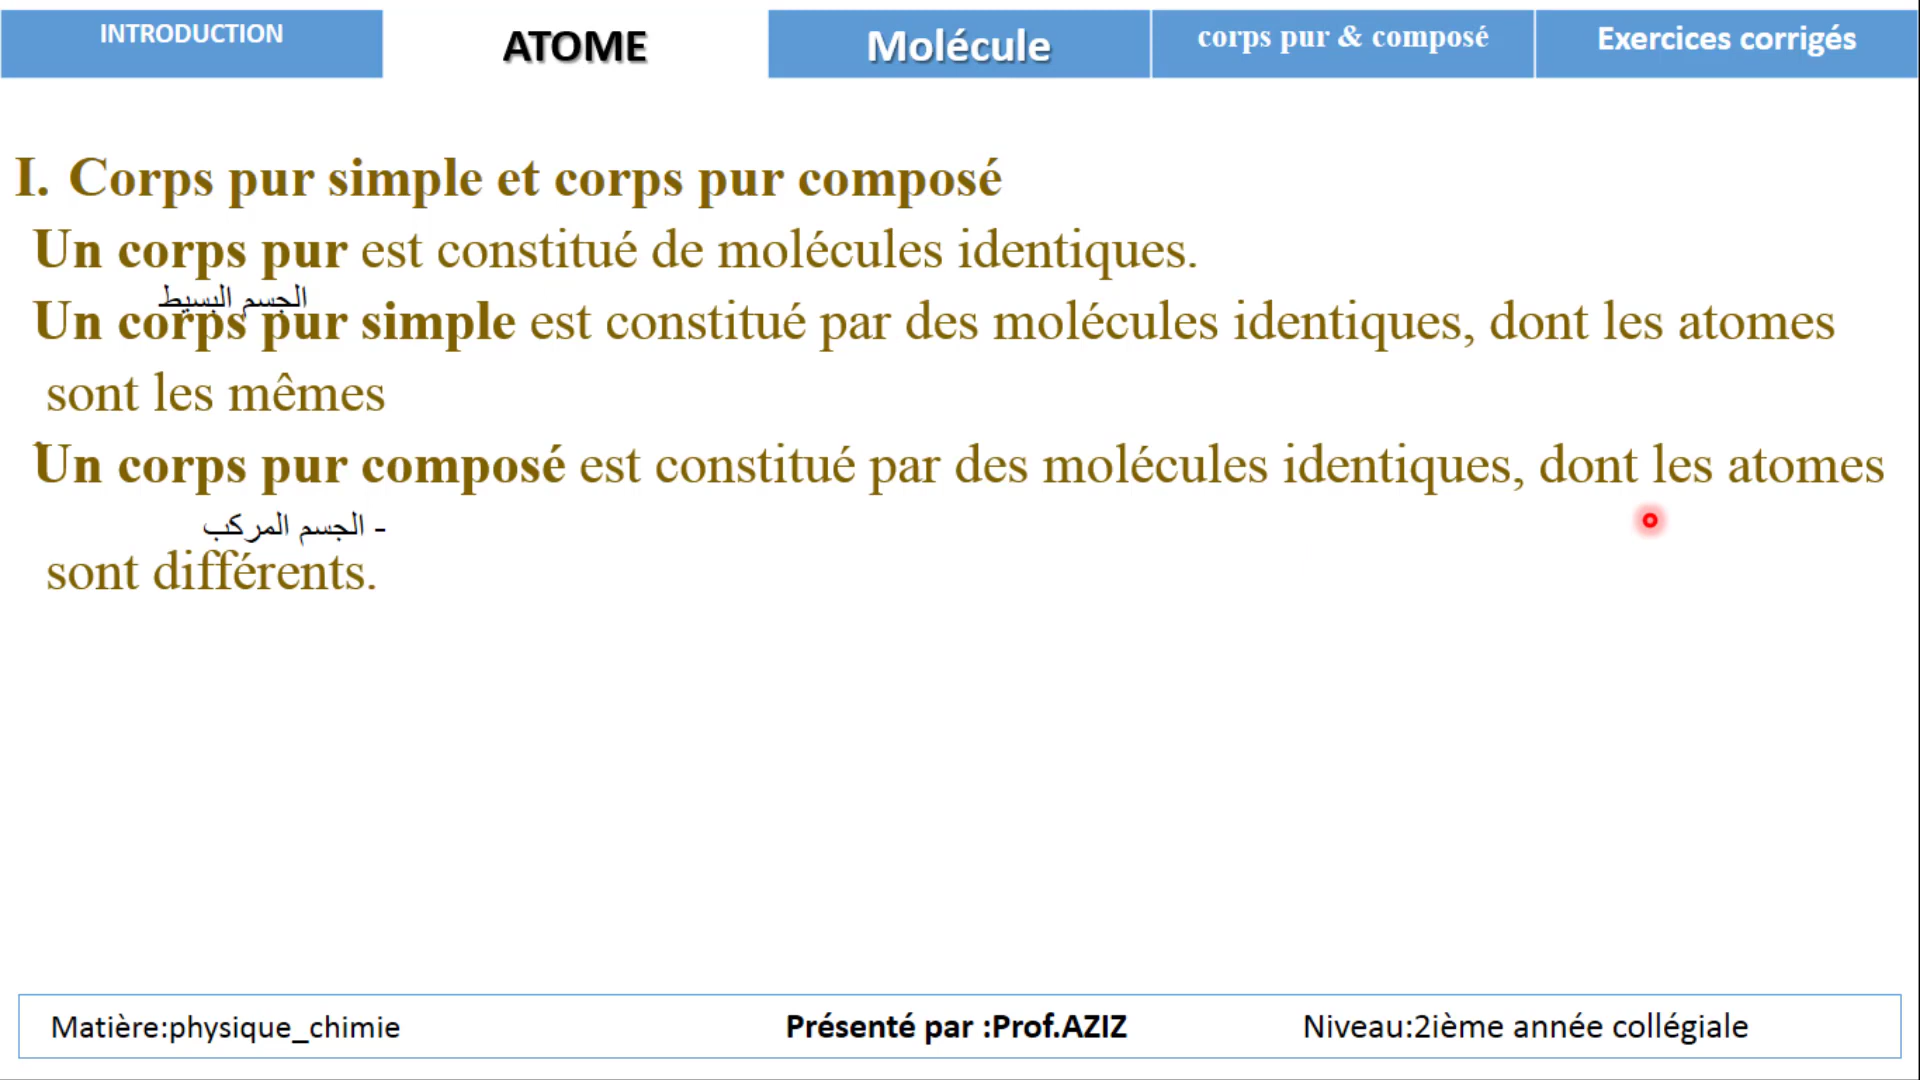 INTRODUCTION
ATOME
Molécule
corps pur & composé
Exercices corrigés
I. Corps pur simple et corps pur composé
Un corps pur est constitué de molécules identiques.
الجسم البسيط
Un corps pur simple est constitué par des molécules identiques, dont les atomes
sont les mêmes
Un corps pur composé est constitué par des molécules identiques, dont les atomes
- الجسم المركب
sont différents.
Matière:physique_chimie
Présenté par :Prof.AZIZ
Niveau:2ième année collégiale